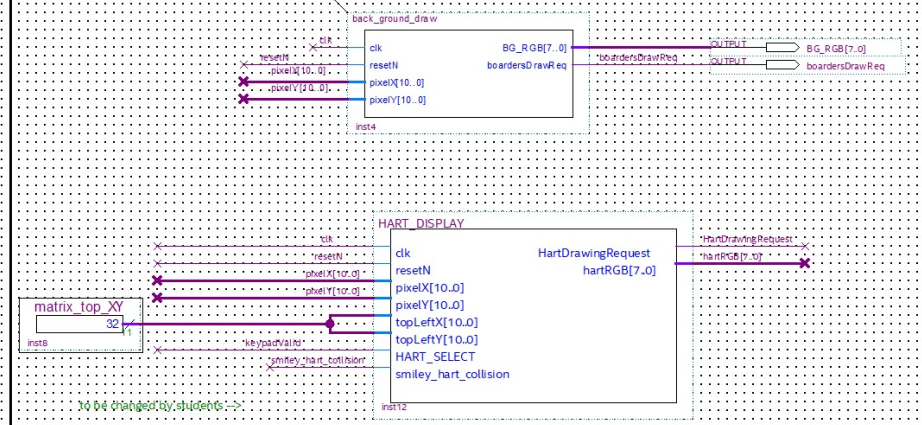 back_ground_draw
clk
clk
BG_RGB[7..0]
OUTPUT
BG_RGB[7..0]
resetN
resetN
boardersDrawReq
boardersDrawReq
OUTPUT
boardersDrawReq
pixelX[10..0]
pixelX[10..0]
pixelY[10..0]
pixelY[10..0]
inst4
HART_DISPLAY
clk
clk
HartDrawingRequest
HartDrawingRequest
resetN
resetN
hartRGB[7..0]
hartRGB[7..0]
pixelX[10..0]
pixelX[10..0]
pixelY[10..0]
pixelY[10..0]
matrix_top_XY
32
11
inst8
topLeftX[10..0]
topLeftY[10..0]
keypadValid
HART_SELECT
smiley_hart_collision
smiley_hart_collision
inst12
to be changed by students -->